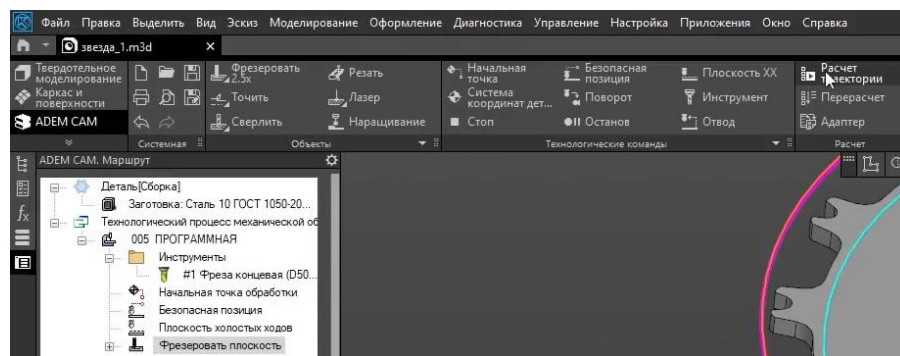 Файл Правка Выделить Вид Эскиз Моделирование Оформление Диагностика Управление Настройка Приложения Окно Справка
звезда_1.m3d
Твердотельное моделирование
Каркас и поверхности
ADEM CAM
Системная
Фрезеровать 2.5x
Точить
Сверлить
Резать
Лазер
Наращивание
Объекты
Начальная точка
Система координат дет...
Стоп
Безопасная позиция
Поворот
Останов
Плоскость XX
Инструмент
Отвод
Технологические команды
Расчет траектории
Перерасчет
Адаптер
Расчет
ADEM CAM. Маршрут
Деталь[Сборка]
Заготовка: Сталь 10 ГОСТ 1050-20...
Технологический процесс механической об
005 ПРОГРАММНАЯ
Инструменты
#1 Фреза концевая (D50...
Начальная точка обработки
Безопасная позиция
Плоскость холостых ходов
Фрезеровать плоскость